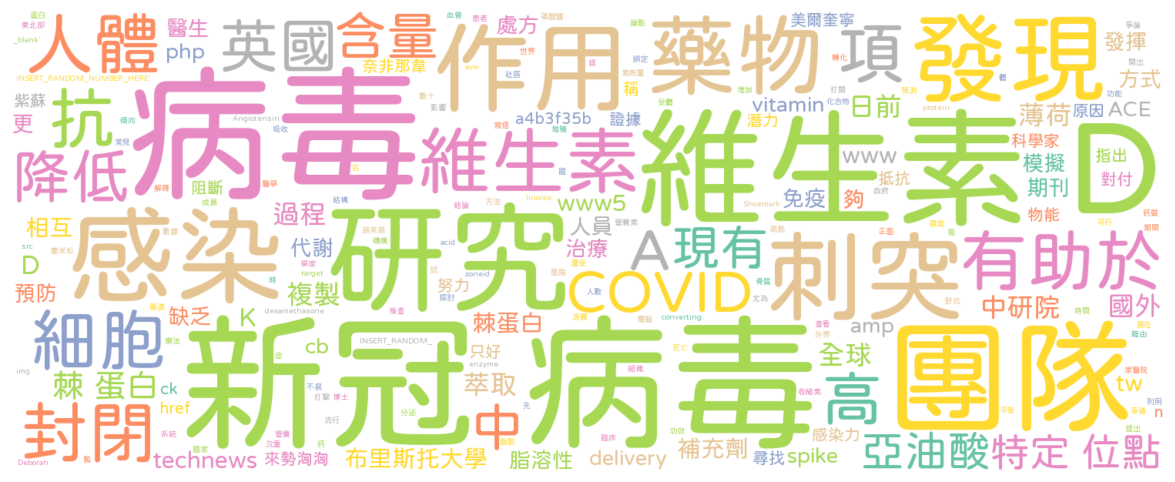 人體
醫生
php
英國
含量
奈非那韋
作用
處方
藥物
美爾奎寧
項
發現
發揮
方式
INSERT_RANDOM_NUMBER_HERE
紫蘇
更
抗
病毒
Angiotensin
a4b3f35b
證據
稱
vitamin
潛力
日前
薄荷
原因
ACE
科學家
降低
阻斷
維生素
維生素 D
www
抵抗
模擬
期刊
指出
對付
物能
免疫
夠
www5
過程
相互
感染
研究
代謝
複製
人員
治療
A
現有
刺突
有助於
D
預防
努力
COVID
中研院
國外
缺乏
K
棘蛋白
amp
細胞
新冠病毒
cb
INSERT_RANDOM_
只好
enzyme
萃取
全球
團隊
棘 蛋白
ck
href
高
tw
n
封閉
中
technews
來勢洶洶
布里斯托大學
脂溶性
delivery
補充劑
感染力
尋找
spike
亞油酸
特定 位點
dexamethasone
converting
zoneid
target
acid
linoleic
Shoemark
protein
Deborah
img
src
_blank'